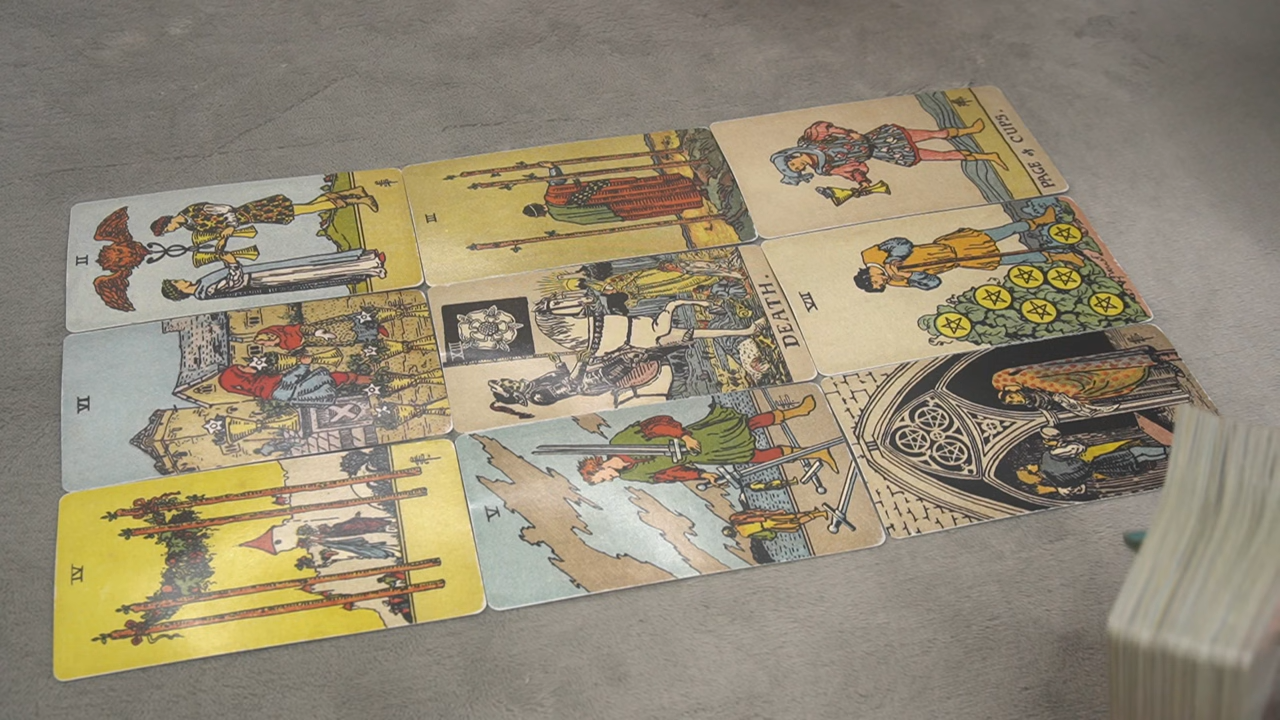 II
III
PAGE of CUPS.
VI
XIII
DEATH.
VII
IV
V